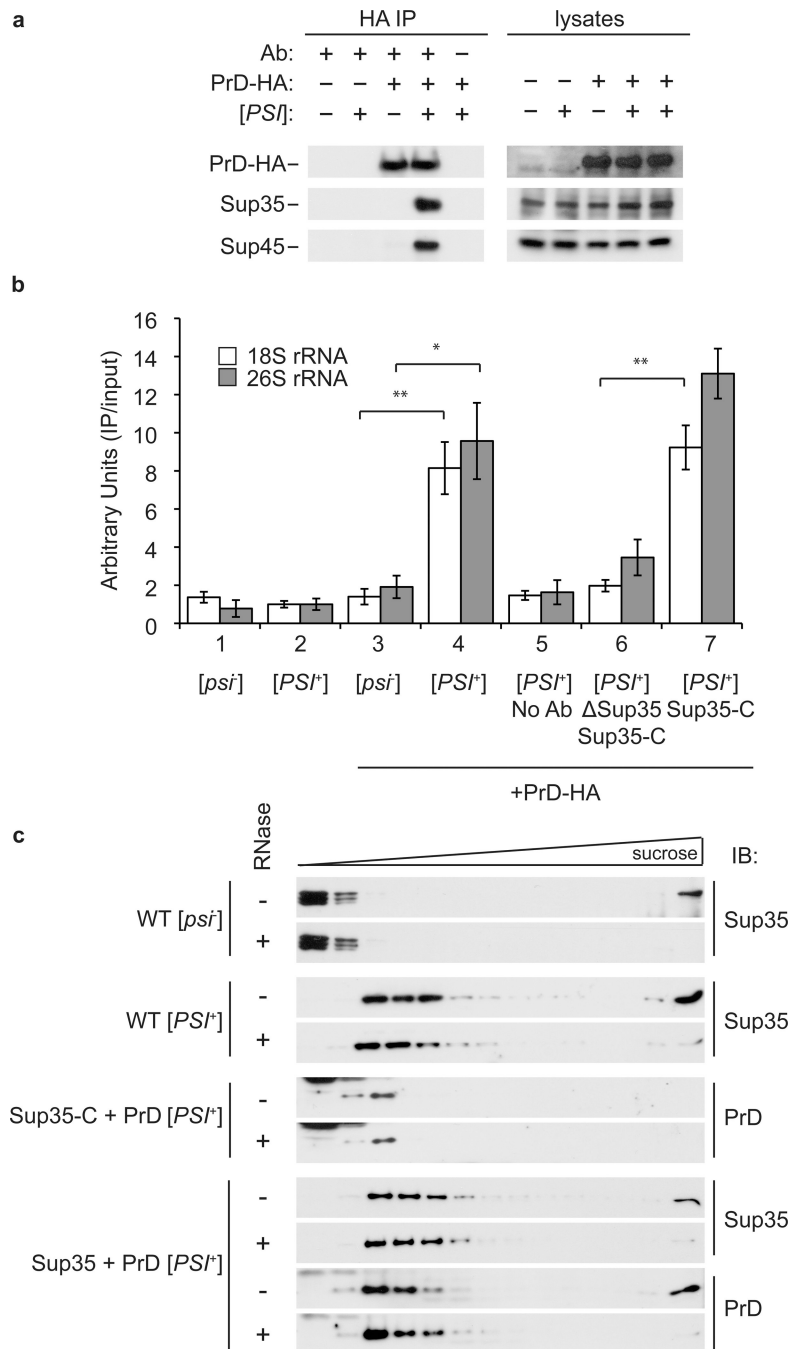 a
HA IP
lysates
Ab: + + + + −
PrD-HA: − − + + + − − + + +
[PSI]: − + − + + − + − + +
PrD-HA–
Sup35–
Sup45–
b
Arbitrary Units (IP/input)
16
14
12
10
8
6
4
2
0
18S rRNA
26S rRNA
*
**
**
1 2 3 4 5 6 7
[psi-] [PSI+] [psi-] [PSI+] [PSI+] [PSI+] [PSI+]
No Ab ΔSup35 Sup35-C
Sup35-C
+PrD-HA
c
RNase
sucrose
IB:
WT [psi-]
-
+
Sup35
WT [PSI+]
-
+
Sup35
Sup35-C + PrD [PSI+]
-
+
PrD
Sup35 + PrD [PSI+]
-
+
Sup35
-
+
PrD